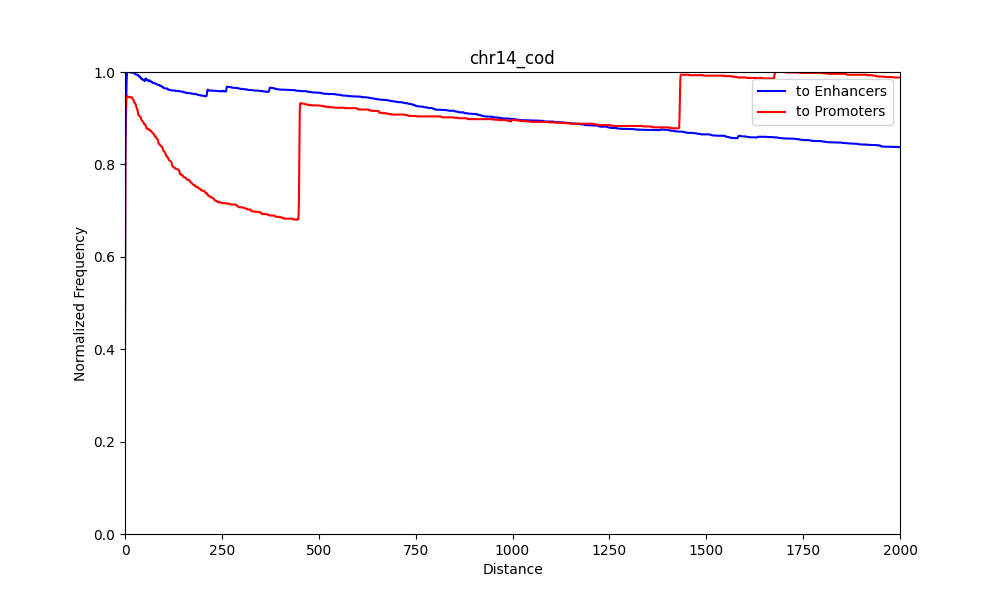 chr14_cod
to Enhancers
to Promoters
Normalized Frequency
1.0
0.8
0.6
0.4
0.2
0.0
0 250 500 750 1000 1250 1500 1750 2000
Distance